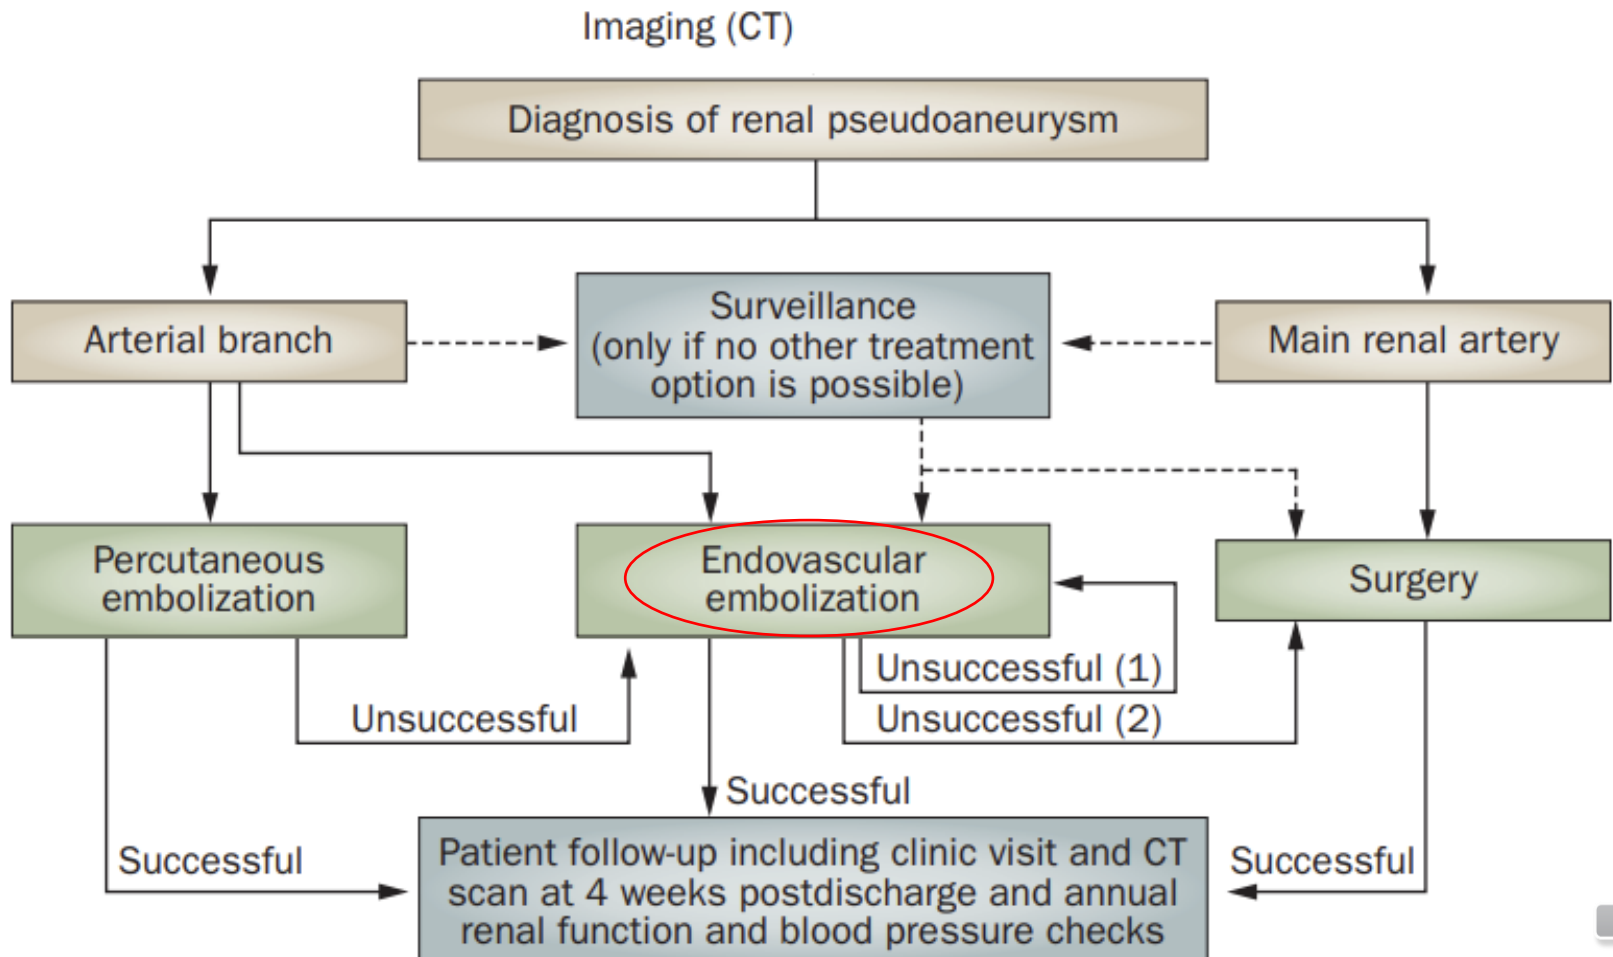 Imaging (CT)
Diagnosis of renal pseudoaneurysm
Arterial branch
Surveillance
(only if no other treatment
option is possible)
Main renal artery
Percutaneous
embolization
Endovascular
embolization
Surgery
Unsuccessful (1)
Unsuccessful
Unsuccessful (2)
Successful
Successful
Patient follow-up including clinic visit and CT
scan at 4 weeks postdischarge and annual
renal function and blood pressure checks
Successful